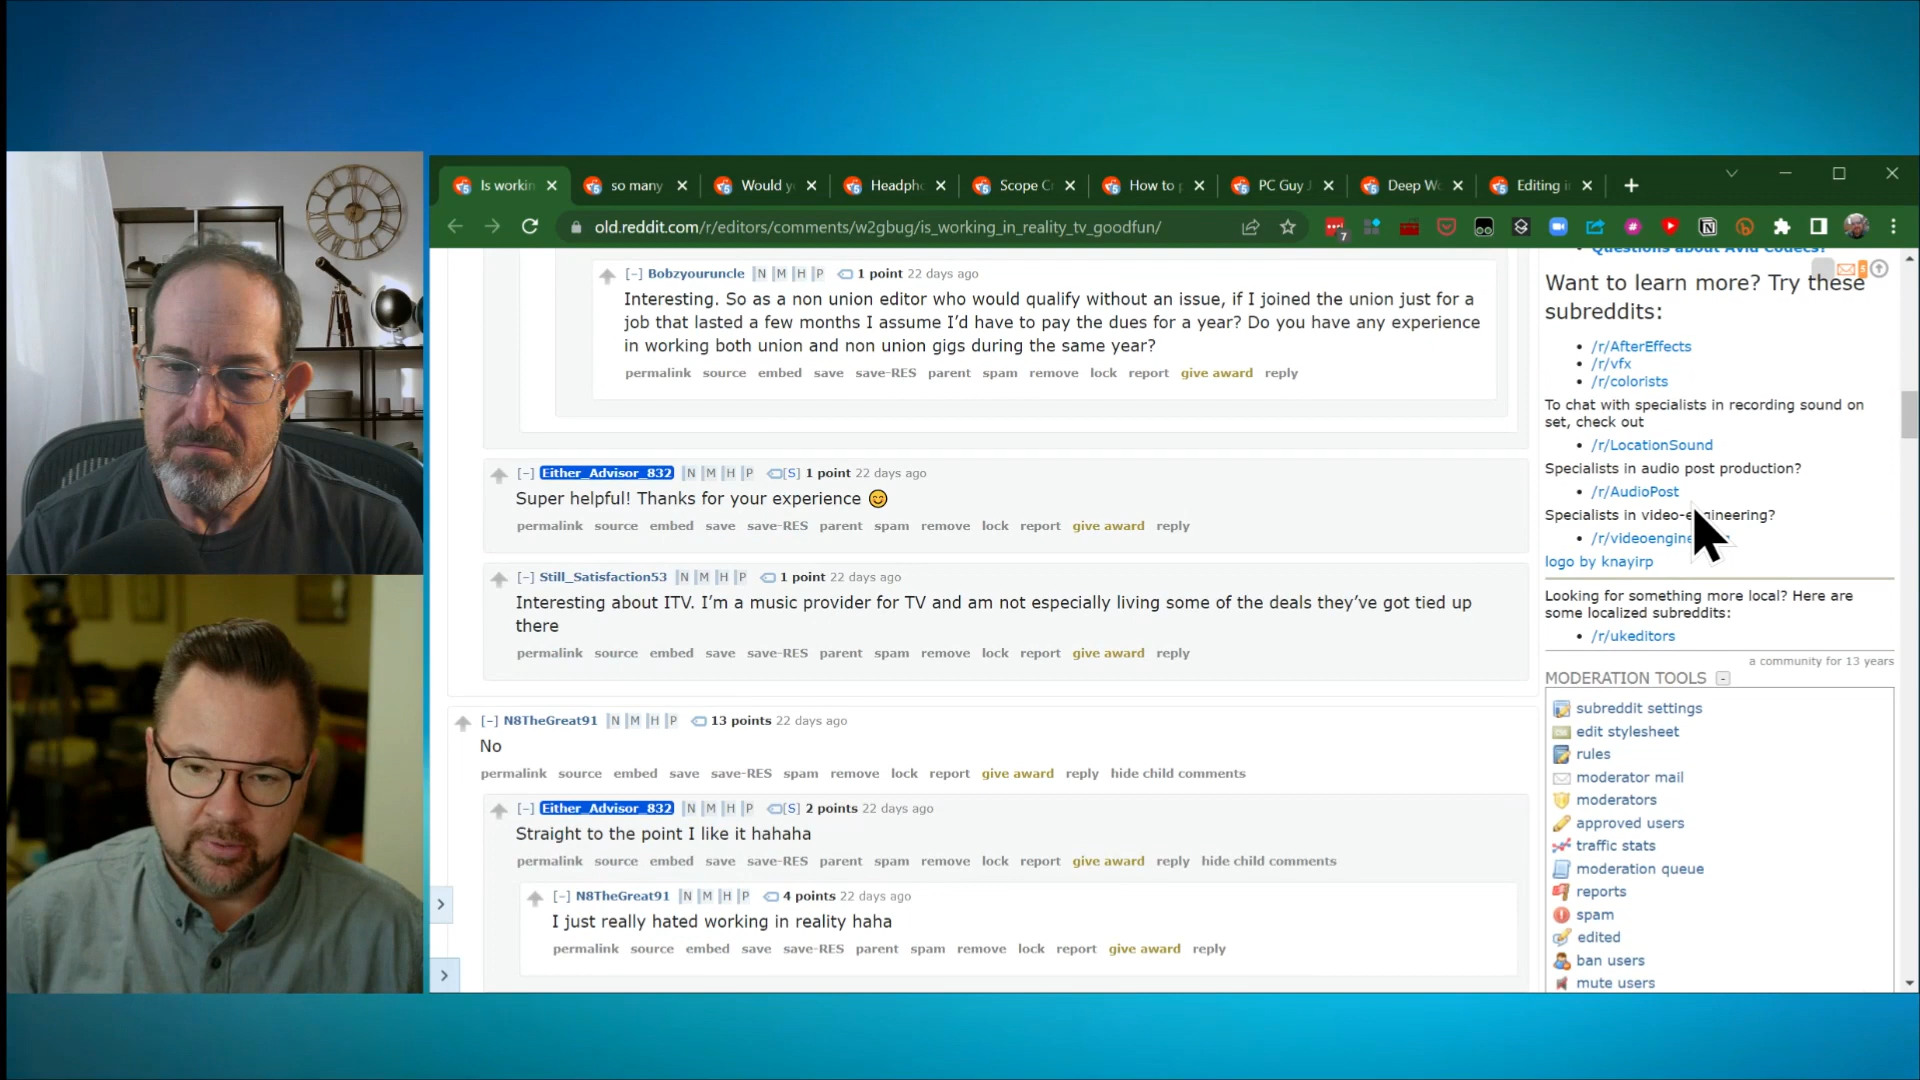 Is workin
so many
Would y
Headph
Scope C
How to p
PC Guy J
Deep Wo
Editing i
old.reddit.com/r/editors/comments/w2gbug/is_working_in_reality_tv_goodfun/
7
[–] Bobzyouruncle N M H P 1 point 22 days ago
Interesting. So as a non union editor who would qualify without an issue, if I joined the union just for a
job that lasted a few months I assume I'd have to pay the dues for a year? Do you have any experience
in working both union and non union gigs during the same year?
permalink source embed save save-RES parent spam remove lock report give award reply
[–] Either_Advisor_832 N M H P [S] 1 point 22 days ago
Super helpful! Thanks for your experience 😊
permalink source embed save save-RES parent spam remove lock report give award reply
[–] Still_Satisfaction53 N M H P 1 point 22 days ago
Interesting about ITV. I'm a music provider for TV and am not especially living some of the deals they've got tied up
there
permalink source embed save save-RES parent spam remove lock report give award reply
[–] N8TheGreat91 N M H P 13 points 22 days ago
No
permalink source embed save save-RES spam remove lock report give award reply hide child comments
[–] Either_Advisor_832 N M H P [S] 2 points 22 days ago
Straight to the point I like it hahaha
permalink source embed save save-RES parent spam remove lock report give award reply hide child comments
[–] N8TheGreat91 N M H P 4 points 22 days ago
I just really hated working in reality haha
permalink source embed save save-RES parent spam remove lock report give award reply
Questions about Avid Codecs?
Want to learn more? Try these
subreddits:
• /r/AfterEffects
• /r/vfx
• /r/colorists
To chat with specialists in recording sound on
set, check out
• /r/LocationSound
Specialists in audio post production?
• /r/AudioPost
Specialists in video-engineering?
• /r/videoengine
logo by knayirp
Looking for something more local? Here are
some localized subreddits:
• /r/ukeditors
a community for 13 years
MODERATION TOOLS -
subreddit settings
edit stylesheet
rules
moderator mail
moderators
approved users
traffic stats
moderation queue
reports
spam
edited
ban users
mute users